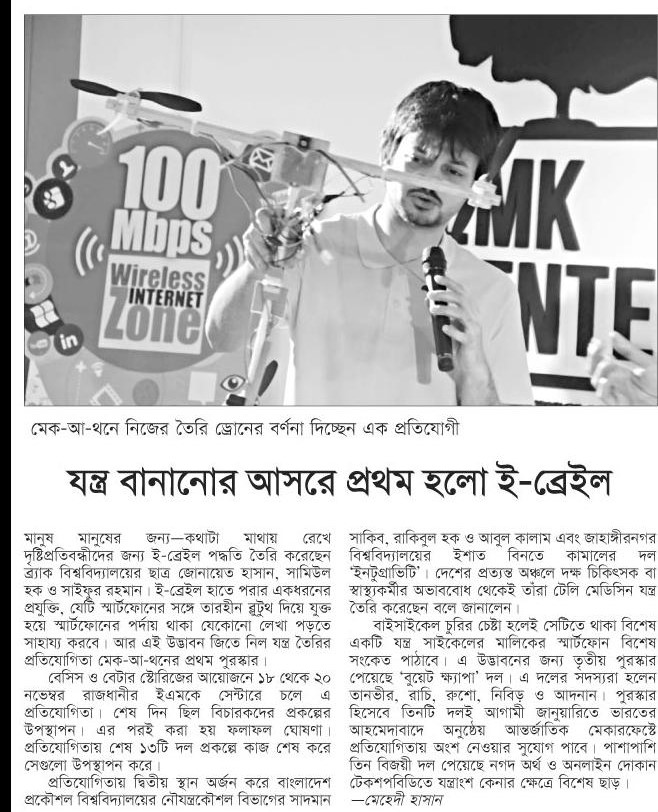 100
Mbps
Wireless
INTERNET
Zone
MK
ENTE
মেক-আ-থনে নিজের তৈরি ড্রোনের বর্ণনা দিচ্ছেন এক প্রতিযোগী
যন্ত্র বানানোর আসরে প্রথম হলো ই-ব্রেইল
মানুষ মানুষের জন্য—কথাটা মাথায় রেখে
দৃষ্টিপ্রতিবন্ধীদের জন্য ই-ব্রেইল পদ্ধতি তৈরি করেছেন
ব্র্যাক বিশ্ববিদ্যালয়ের ছাত্র জোনায়েত হাসান, সামিউল
হক ও সাইফুর রহমান। ই-ব্রেইল হাতে পরার একধরনের
প্রযুক্তি, যেটি স্মার্টফোনের সঙ্গে তারহীন ব্লুটুথ দিয়ে যুক্ত
হয়ে স্মার্টফোনের পর্দায় থাকা যেকোনো লেখা পড়তে
সাহায্য করবে। আর এই উদ্ভাবন জিতে নিল যন্ত্র তৈরির
প্রতিযোগিতা মেক-আ-থনের প্রথম পুরস্কার।
বেসিস ও বেটার স্টোরিজের আয়োজনে ১৮ থেকে ২০
নভেম্বর রাজধানীর ইএমকে সেন্টারে চলে এ
প্রতিযোগিতা। শেষ দিন ছিল বিচারকদের প্রকল্পের
উপস্থাপন। এর পরই করা হয় ফলাফল ঘোষণা।
প্রতিযোগিতায় শেষ ১৩টি দল প্রকল্পে কাজ শেষ করে
সেগুলো উপস্থাপন করে।
প্রতিযোগিতায় দ্বিতীয় স্থান অর্জন করে বাংলাদেশ
প্রকৌশল বিশ্ববিদ্যালয়ের নৌযন্ত্রকৌশল বিভাগের সাদমান
সাকিব, রাকিবুল হক ও আবুল কালাম এবং জাহাঙ্গীরনগর
বিশ্ববিদ্যালয়ের ইশাত বিনতে কামালের দল
‘ইনটুগ্রাভিটি’। দেশের প্রত্যন্ত অঞ্চলে দক্ষ চিকিৎসক বা
স্বাস্থ্যকর্মীর অভাববোধ থেকেই তাঁরা টেলি মেডিসিন যন্ত্র
তৈরি করেছেন বলে জানালেন।
বাইসাইকেল চুরির চেষ্টা হলেই সেটিতে থাকা বিশেষ
একটি যন্ত্র সাইকেলের মালিকের স্মার্টফোন বিশেষ
সংকেত পাঠাবে। এ উদ্ভাবনের জন্য তৃতীয় পুরস্কার
পেয়েছে ‘বুয়েট ক্ষ্যাপা’ দল। এ দলের সদস্যরা হলেন
তানভীর, রাচি, রুশো, নিবিড় ও আদনান। পুরস্কার
হিসেবে তিনটি দলই আগামী জানুয়ারিতে ভারতের
আহমেদাবাদে অনুষ্ঠেয় আন্তর্জাতিক মেকারফেস্টে
প্রতিযোগিতায় অংশ নেওয়ার সুযোগ পাবে। পাশাপাশি
তিন বিজয়ী দল পেয়েছে নগদ অর্থ ও অনলাইন দোকান
টেকশপবিডিতে যন্ত্রাংশ কেনার ক্ষেত্রে বিশেষ ছাড়।
—মেহেদী হাসান